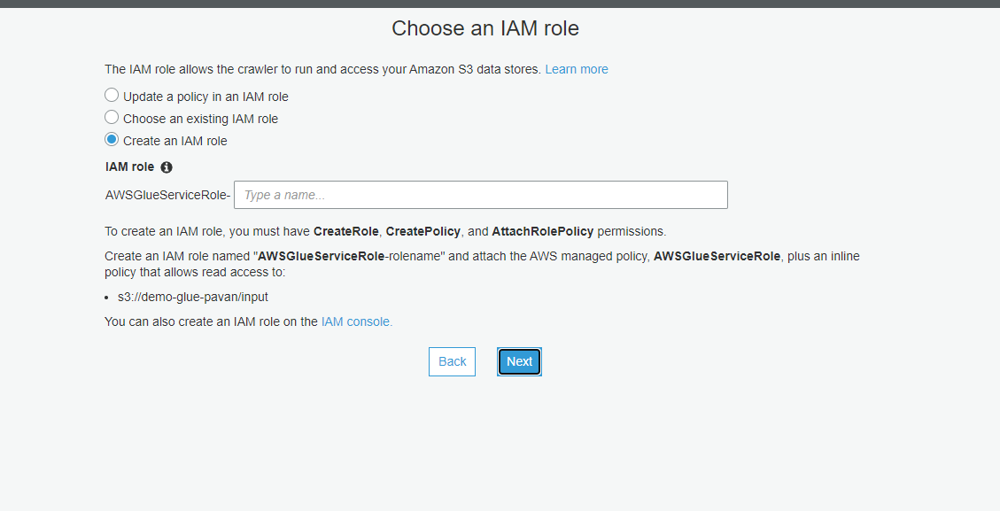 Choose an IAM role
The IAM role allows the crawler to run and access your Amazon S3 data stores. Learn more
Update a policy in an IAM role
Choose an existing IAM role
Create an IAM role
IAM role
AWSGlueServiceRole- Type a name...
To create an IAM role, you must have CreateRole, CreatePolicy, and AttachRolePolicy permissions.
Create an IAM role named "AWSGlueServiceRole-rolename" and attach the AWS managed policy, AWSGlueServiceRole, plus an inline
policy that allows read access to:
• s3://demo-glue-pavan/input
You can also create an IAM role on the IAM console.
Back Next